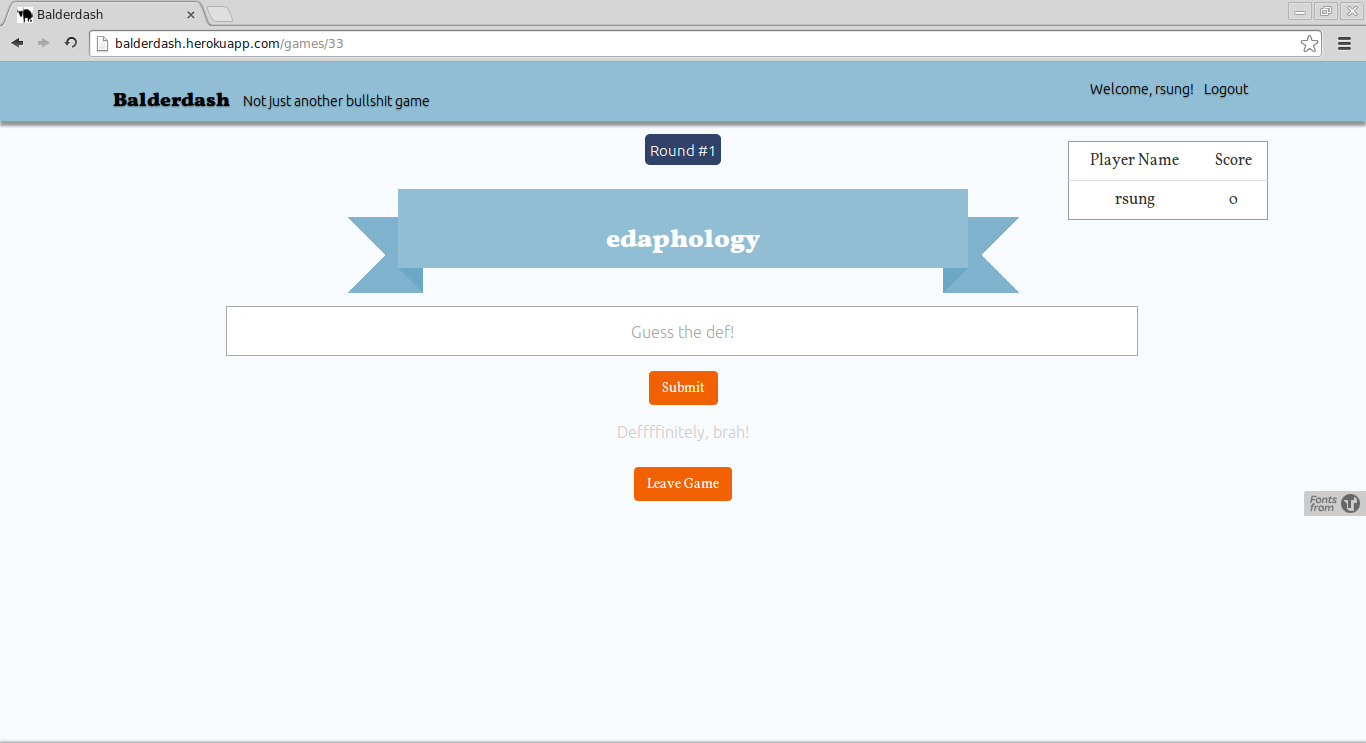 Balderdash
balderdash.herokuapp.com/games/33
Balderdash Not just another bullshit game
Welcome, rsung! Logout
Round #1
Player Name Score
rsung 0
edaphology
Guess the def!
Submit
Deffffinitely, brah!
Leave Game
Fonts
from